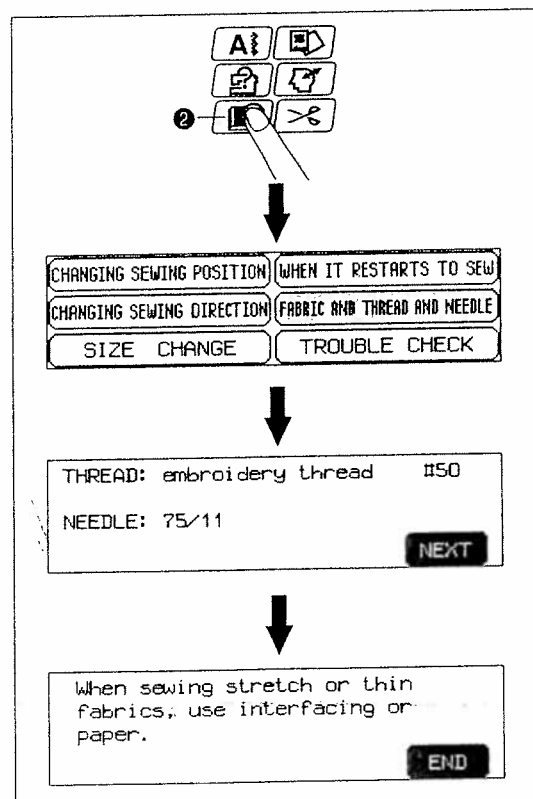 A
❷
CHANGING SEWING POSITION WHEN IT RESTARTS TO SEW
CHANGING SEWING DIRECTION FABRIC AND THREAD AND NEEDLE
SIZE CHANGE TROUBLE CHECK
THREAD: embroidery thread #50
NEEDLE: 75/11
NEXT
When sewing stretch or thin
fabrics, use interfacing or
paper.
END